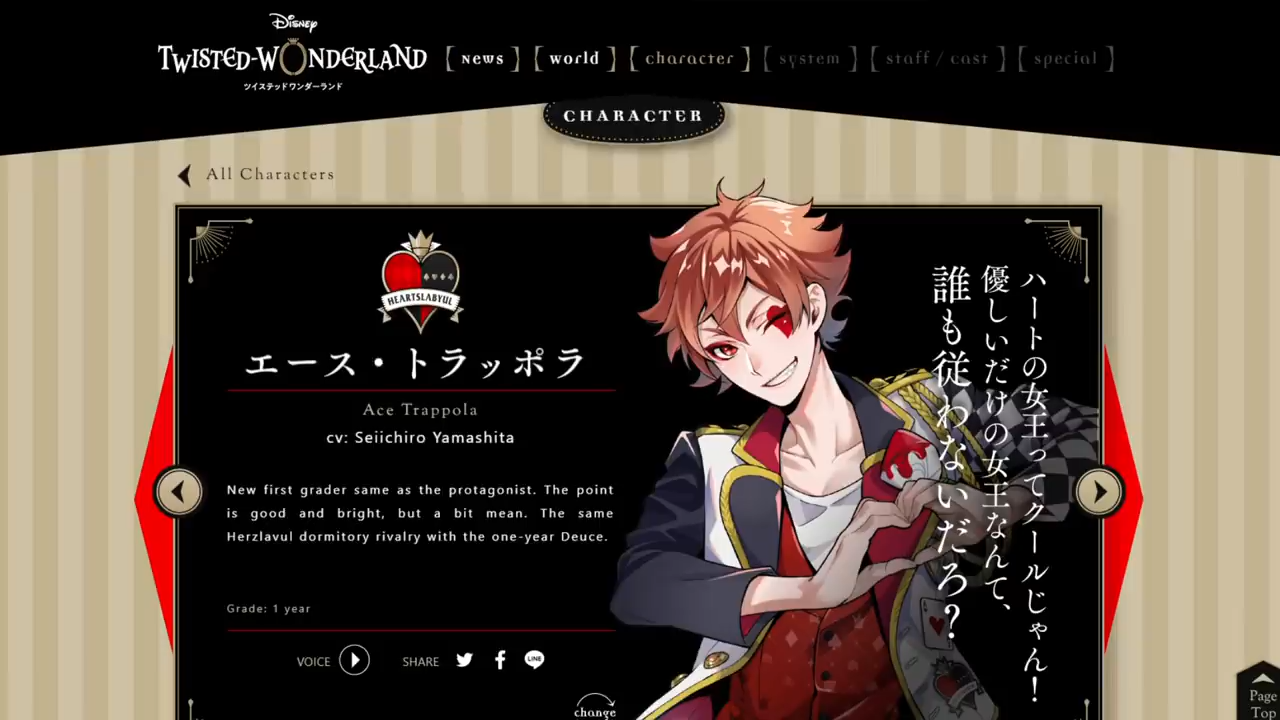 Disney
TWISTED-WONDERLAND
ツイステッドワンダーランド
news
world
character
system
staff / cast
special
CHARACTER
All Characters
HEARTSLABYUL
エース・トラッポラ
Ace Trappola
cv: Seiichiro Yamashita
New first grader same as the protagonist. The point
is good and bright, but a bit mean. The same
Herzlavul dormitory rivalry with the one-year Deuce.
Grade: 1 year
VOICE
SHARE
LINE
change
ハートの女王ってクールじゃん!
優しいだけの女王なんて、
誰も従わないだろ?
Page
Top